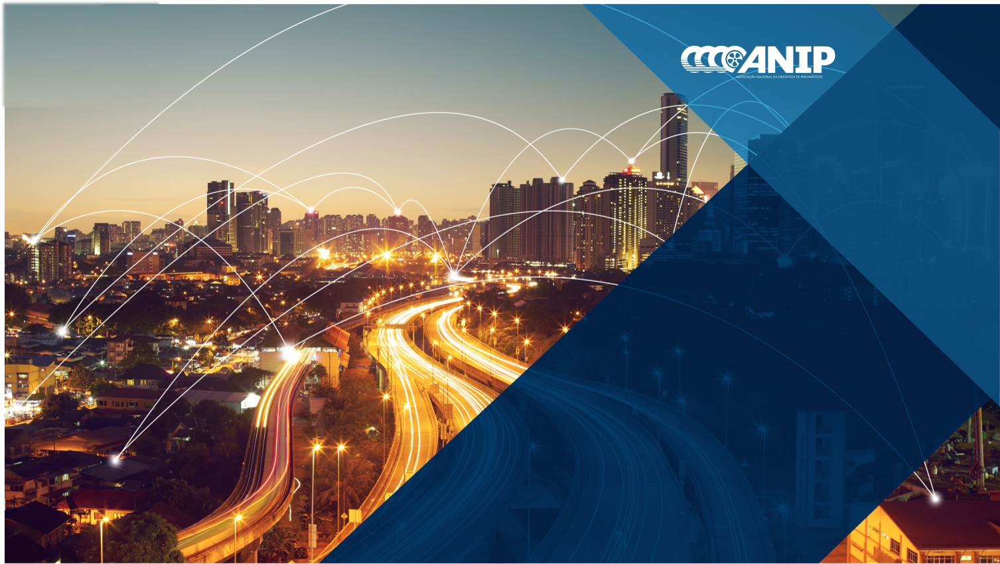 ANIP
ASSOCIAÇÃO NACIONAL DA INDÚSTRIA DE PNEUMÁTICOS